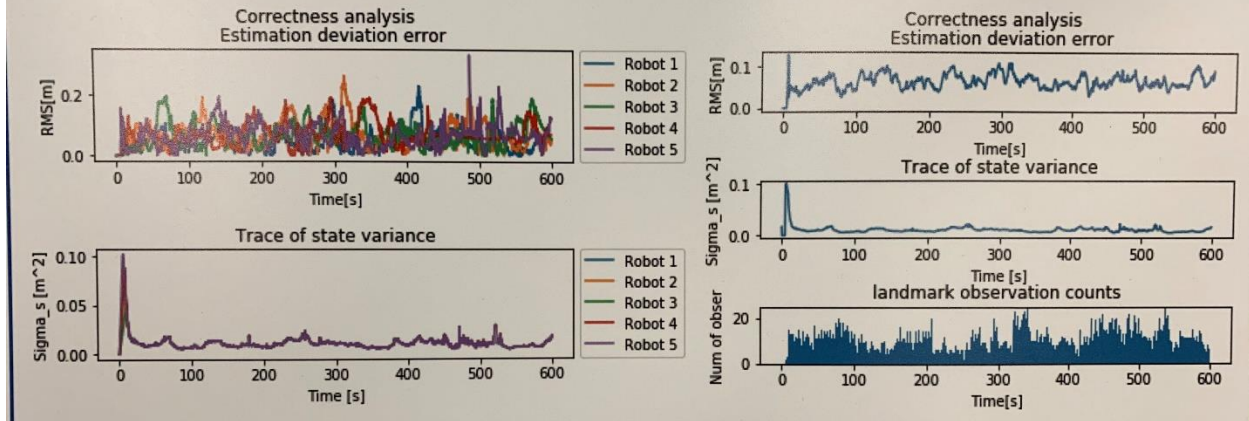 Correctness analysis
Estimation deviation error
RMS[m]
0.2
0.0
0 100 200 300 400 500 600
Time[s]
Robot 1
Robot 2
Robot 3
Robot 4
Robot 5
Trace of state variance
Sigma_s [m^2]
0.10
0.05
0.00
0 100 200 300 400 500 600
Time [s]
Robot 1
Robot 2
Robot 3
Robot 4
Robot 5
Correctness analysis
Estimation deviation error
RMS[m]
0.1
0.0
0 100 200 300 400 500 600
Time[s]
Trace of state variance
Sigma_s [m^2]
0.1
0.0
0 100 200 300 400 500 600
Time [s]
landmark observation counts
Num of obser
20
0
0 100 200 300 400 500 600
Time[s]